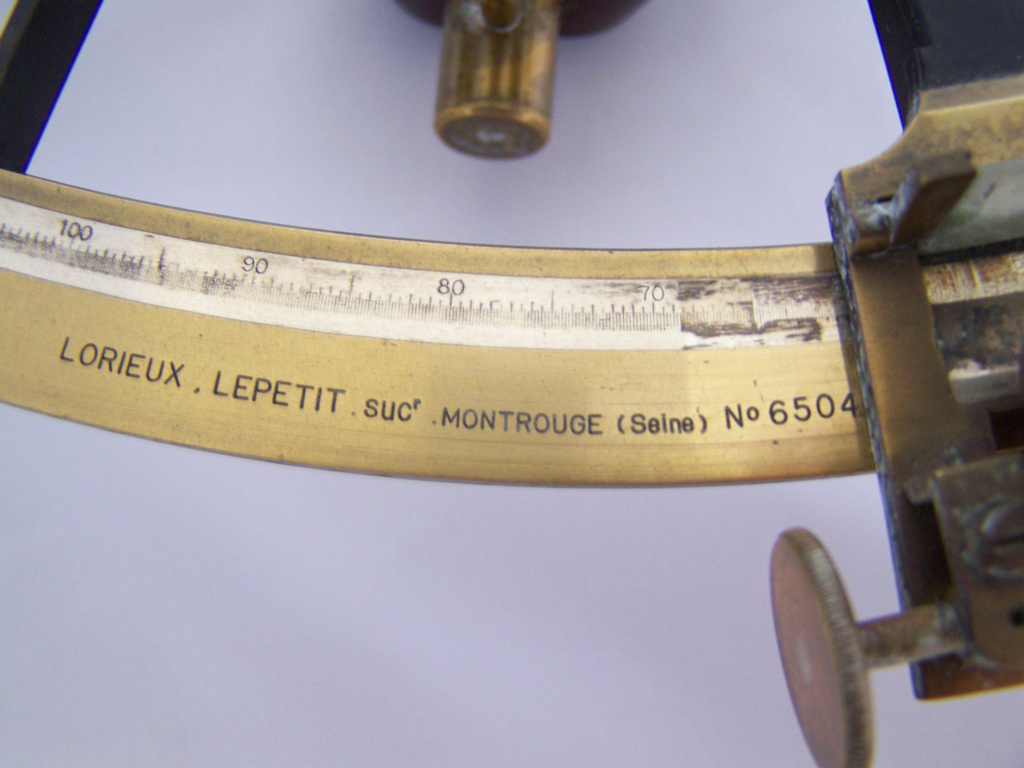 100 90 80 70
LORIEUX . LEPETIT . sucr . MONTROUGE (Seine) No 6504